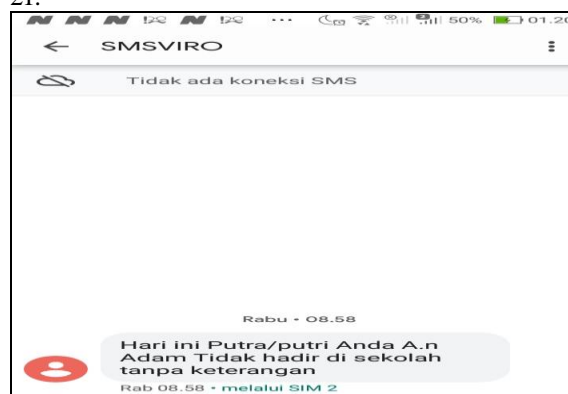 50% 01.20
SMSVIRO
Tidak ada koneksi SMS
Rabu • 08.58
Hari ini Putra/putri Anda A.n
Adam Tidak hadir di sekolah
tanpa keterangan
Rab 08.58 • melalui SIM 2